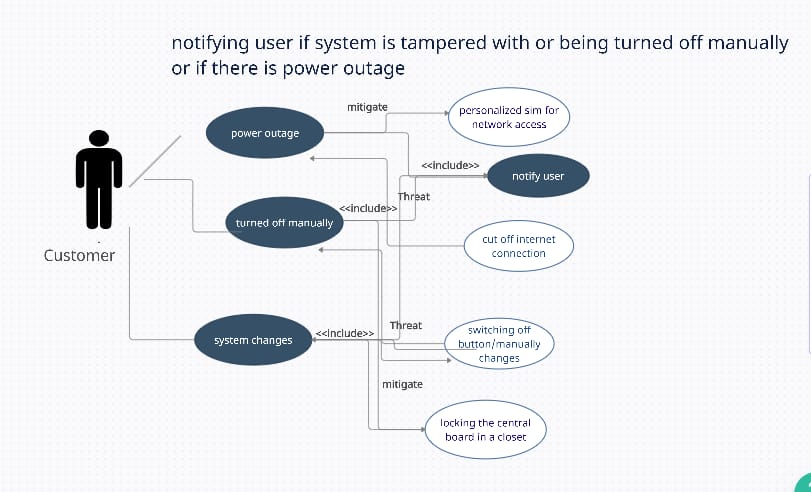 notifying user if system is tampered with or being turned off manually
or if there is power outage
mitigate
personalized sim for
network access
power outage
<<include>>
notify user
Threat
<<include>>
turned off manually
cut off internet
connection
Customer
Threat
<<include>>
system changes
switching off
button/manually
changes
mitigate
locking the central
board in a closet